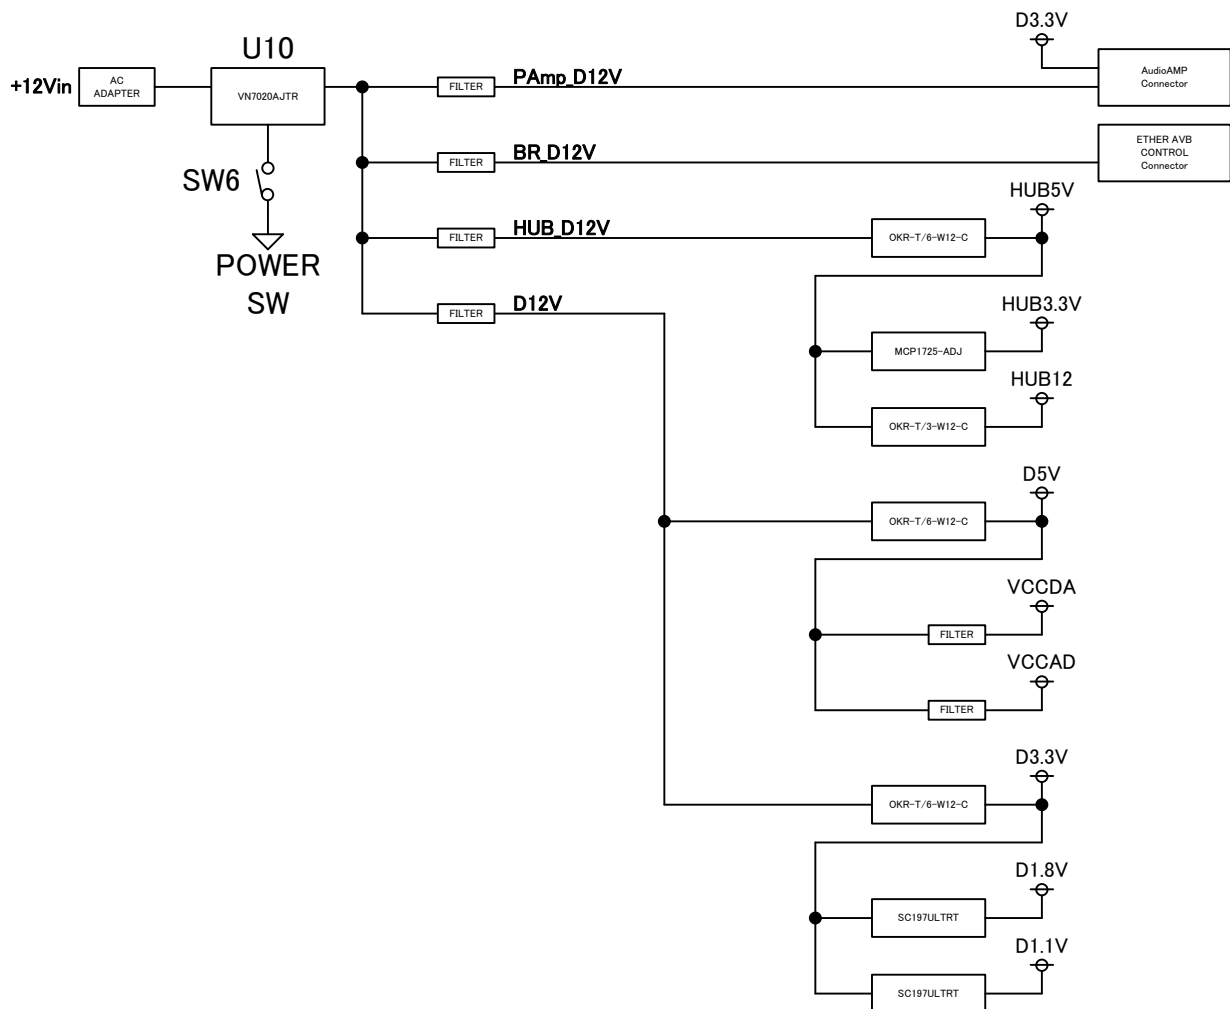 D3.3V
U10
+12Vin
AC
ADAPTER
VN7020AJTR
FILTER
PAmp_D12V
AudioAMP
Connector
FILTER
BR_D12V
ETHER AVB
CONTROL
Connector
SW6
HUB5V
FILTER
HUB_D12V
OKR-T/6-W12-C
POWER
SW
FILTER
D12V
HUB3.3V
MCP1725-ADJ
HUB12
OKR-T/3-W12-C
D5V
OKR-T/6-W12-C
VCCDA
FILTER
VCCAD
FILTER
D3.3V
OKR-T/6-W12-C
D1.8V
SC197ULTRT
D1.1V
SC197ULTRT